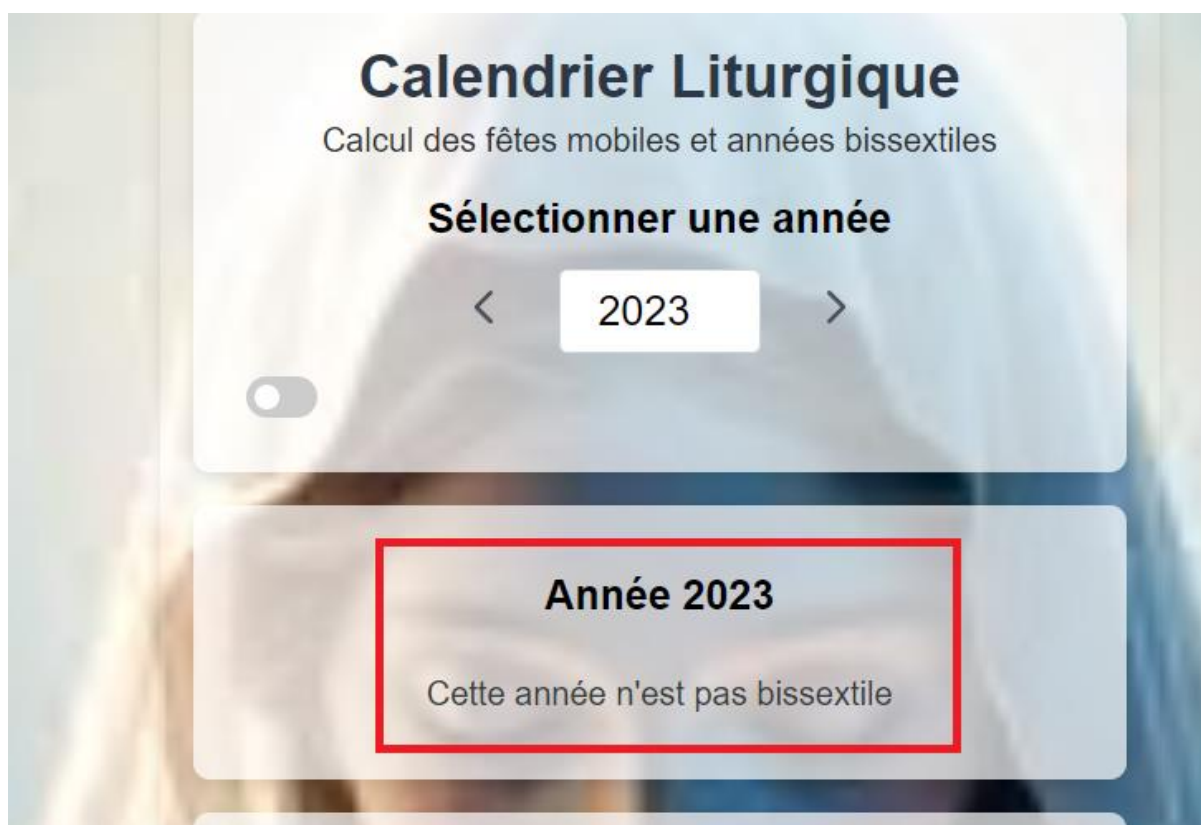 Calendrier Liturgique
Calcul des fêtes mobiles et années bissextiles
Sélectionner une année
2023
Année 2023
Cette année n'est pas bissextile